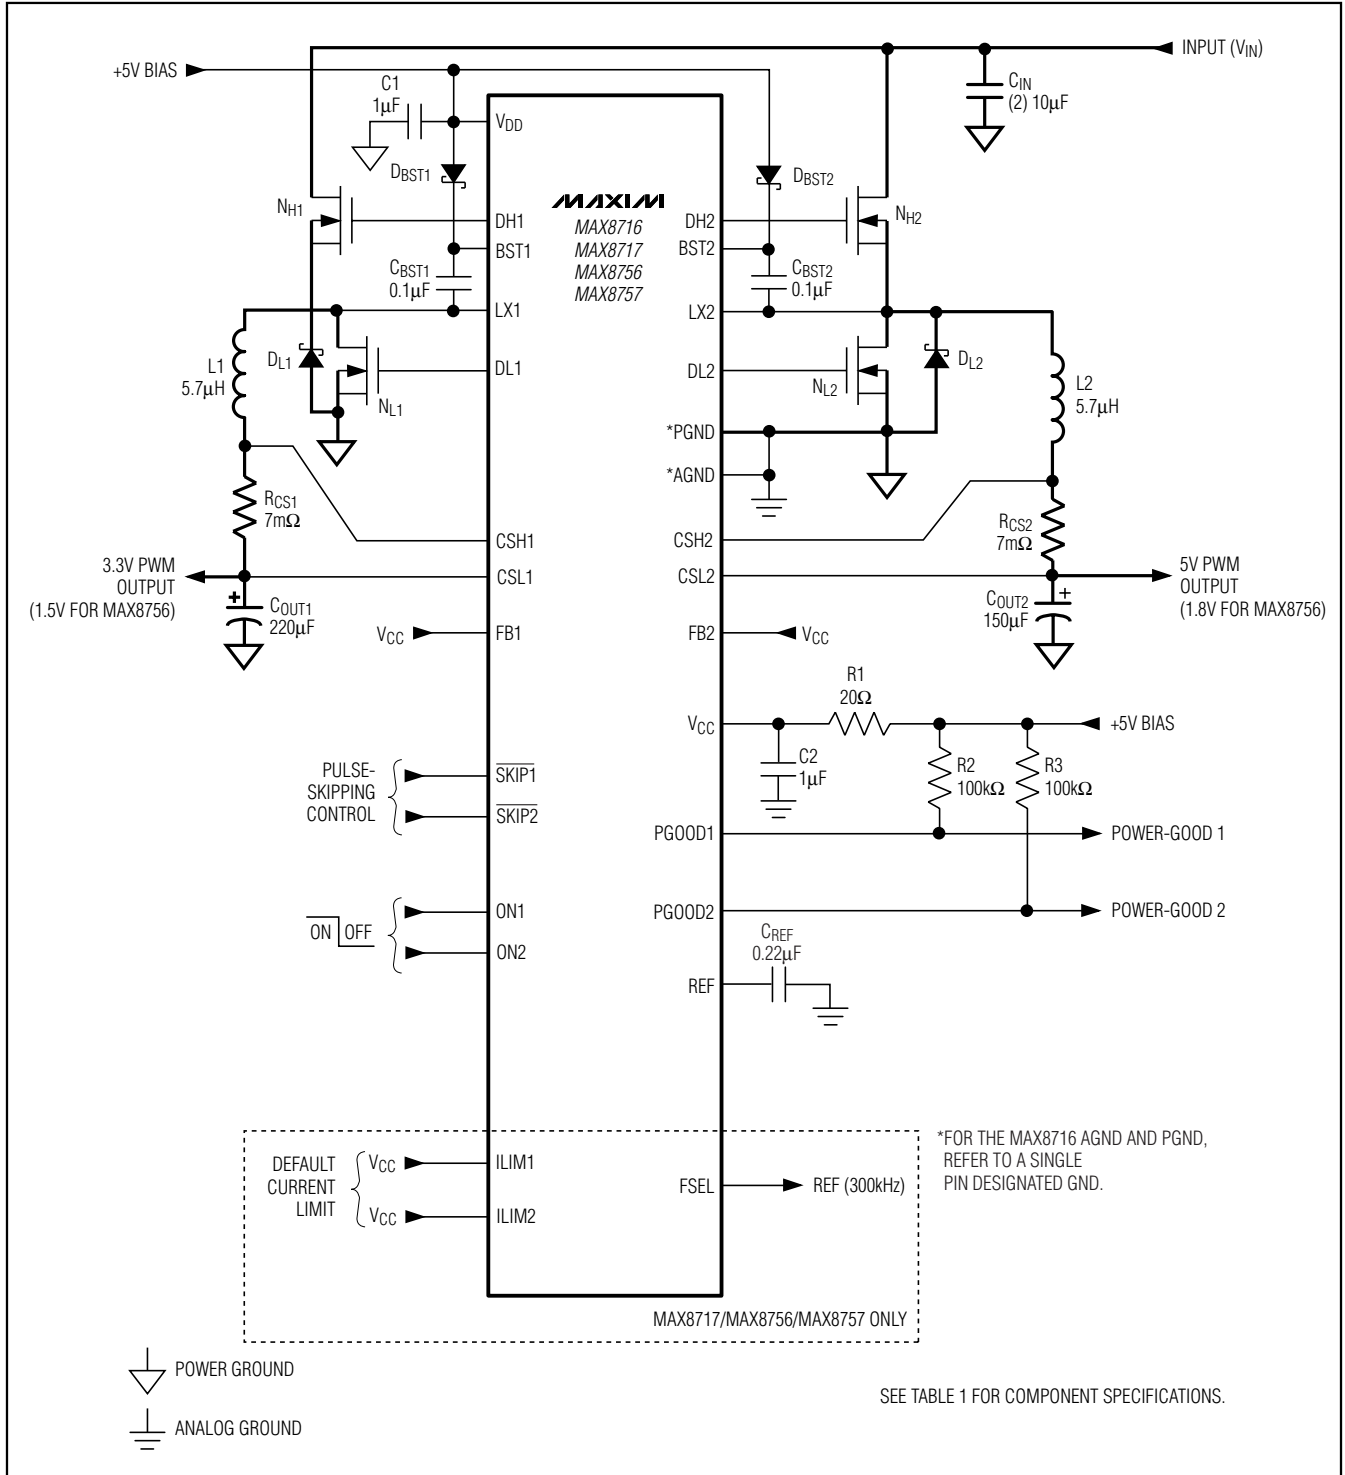 INPUT (VIN)
+5V BIAS
C1
1µF
CIN
(2) 10µF
VDD
DBST1
DBST2
MAXIM
MAX8716
MAX8717
MAX8756
MAX8757
NH1
DH1
DH2
NH2
BST1
BST2
CBST1
0.1µF
CBST2
0.1µF
LX1
LX2
L1
5.7µH
DL1
NL1
DL1
DL2
NL2
DL2
L2
5.7µH
*PGND
*AGND
RCS1
7mΩ
RCS2
7mΩ
CSH1
CSH2
3.3V PWM
OUTPUT
(1.5V FOR MAX8756)
CSL1
CSL2
5V PWM
OUTPUT
(1.8V FOR MAX8756)
+
COUT1
220µF
COUT2
150µF
+
VCC
FB1
FB2
VCC
R1
20Ω
VCC
+5V BIAS
C2
1µF
R2
100kΩ
R3
100kΩ
PULSE-
SKIPPING
CONTROL
SKIP1
SKIP2
PGOOD1
POWER-GOOD 1
ON OFF
ON1
ON2
PGOOD2
POWER-GOOD 2
CREF
0.22µF
REF
DEFAULT
CURRENT
LIMIT
VCC
ILIM1
VCC
ILIM2
FSEL
REF (300kHz)
*FOR THE MAX8716 AGND AND PGND,
REFER TO A SINGLE
PIN DESIGNATED GND.
MAX8717/MAX8756/MAX8757 ONLY
POWER GROUND
ANALOG GROUND
SEE TABLE 1 FOR COMPONENT SPECIFICATIONS.